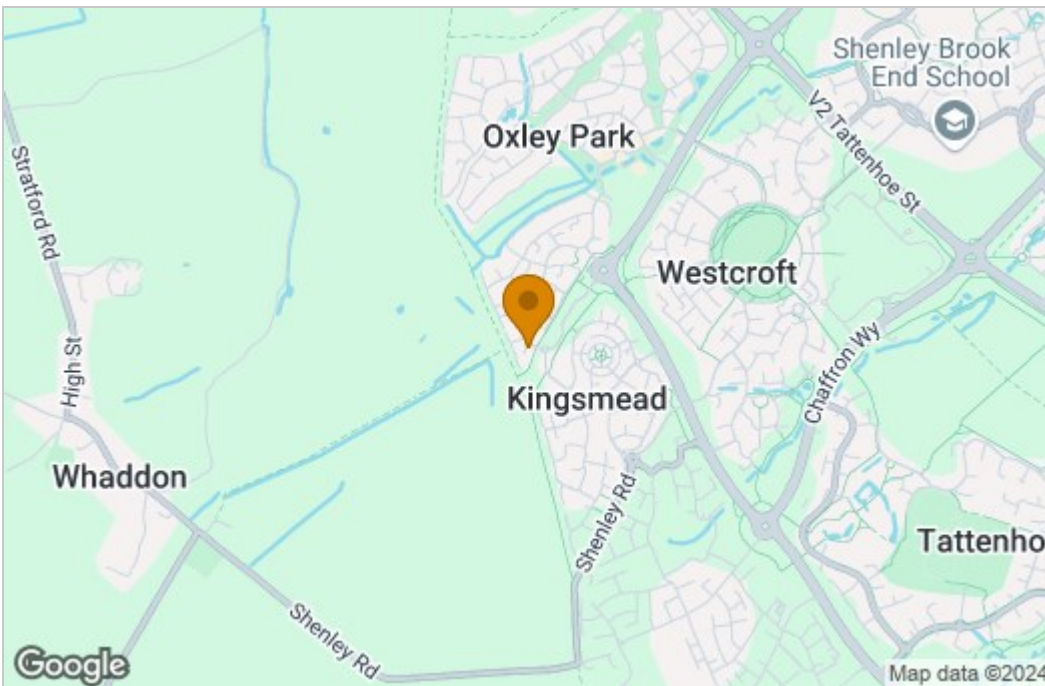 Shenley Brook
End School
Oxley Park
V2 Tattenhoe St
Stratford Rd
Westcroft
High St
Chaffron Wy
Kingsmead
Whaddon
Shenley Rd
Tattenho
Shenley Rd
Google
Map data ©2024